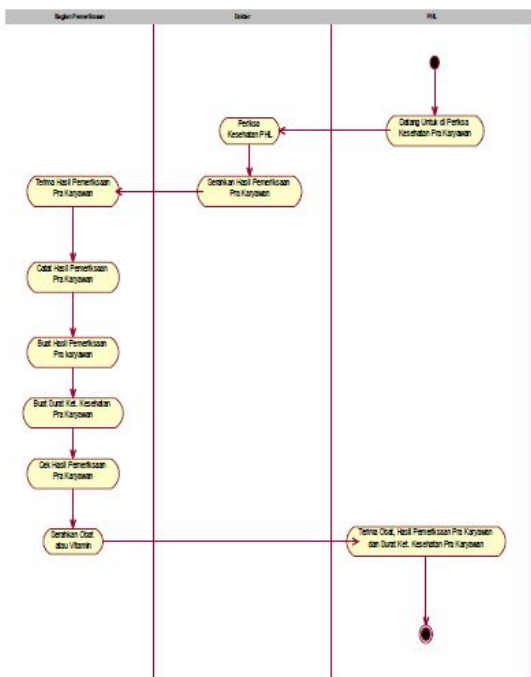 Bagian Pemeriksaan
Dokter
PHL
Datang Untuk di Periksa
Kesehatan Pra Karyawan
Periksa
Kesehatan PHL
Serahkan Hasil Pemeriksaan
Pra Karyawan
Terima Hasil Pemeriksaan
Pra Karyawan
Catat Hasil Pemeriksaan
Pra Karyawan
Buat Hasil Pemeriksaan
Pra karyawan
Buat Surat Ket. Kesehatan
Pra Karyawan
Cek Hasil Pemeriksaan
Pra Karyawan
Serahkan Obat
atau Vitamin
Terima Obat, Hasil Pemeriksaan Pra Karyawan
dan Surat Ket. Kesehatan Pra Karyawan